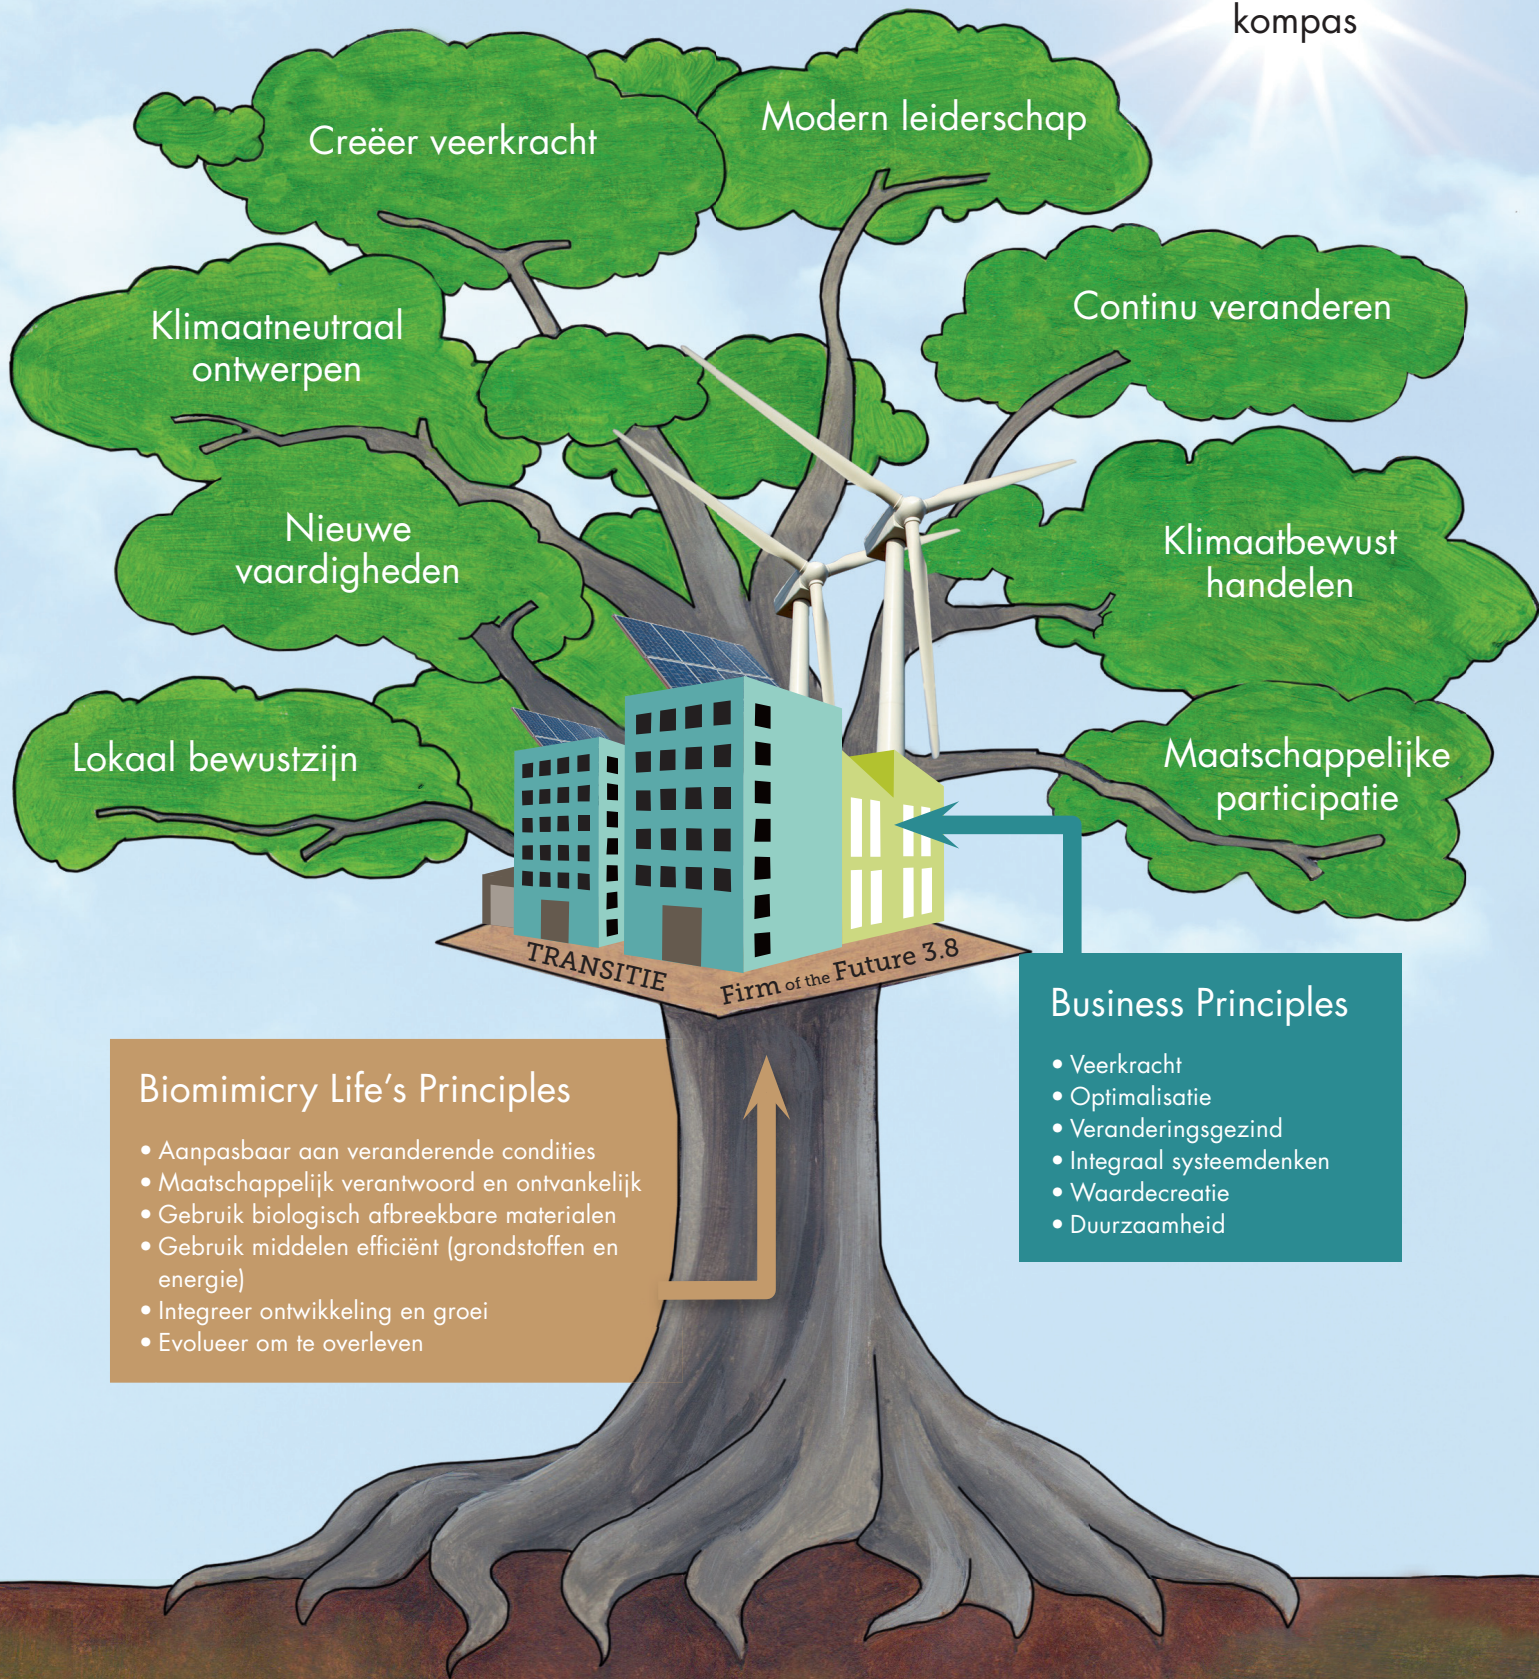 kompas
Creëer veerkracht
Modern leiderschap
Klimaatneutraal
ontwerpen
Continu veranderen
Nieuwe
vaardigheden
Klimaatbewust
handelen
Lokaal bewustzijn
Maatschappelijke
participatie
TRANSITIE
Firm of the Future 3.8
Biomimicry Life’s Principles
• Aanpasbaar aan veranderende condities
• Maatschappelijk verantwoord en ontvankelijk
• Gebruik biologisch afbreekbare materialen
• Gebruik middelen efficiënt (grondstoffen en
energie)
• Integreer ontwikkeling en groei
• Evolueer om te overleven
Business Principles
• Veerkracht
• Optimalisatie
• Veranderingsgezind
• Integraal systeemdenken
• Waardecreatie
• Duurzaamheid